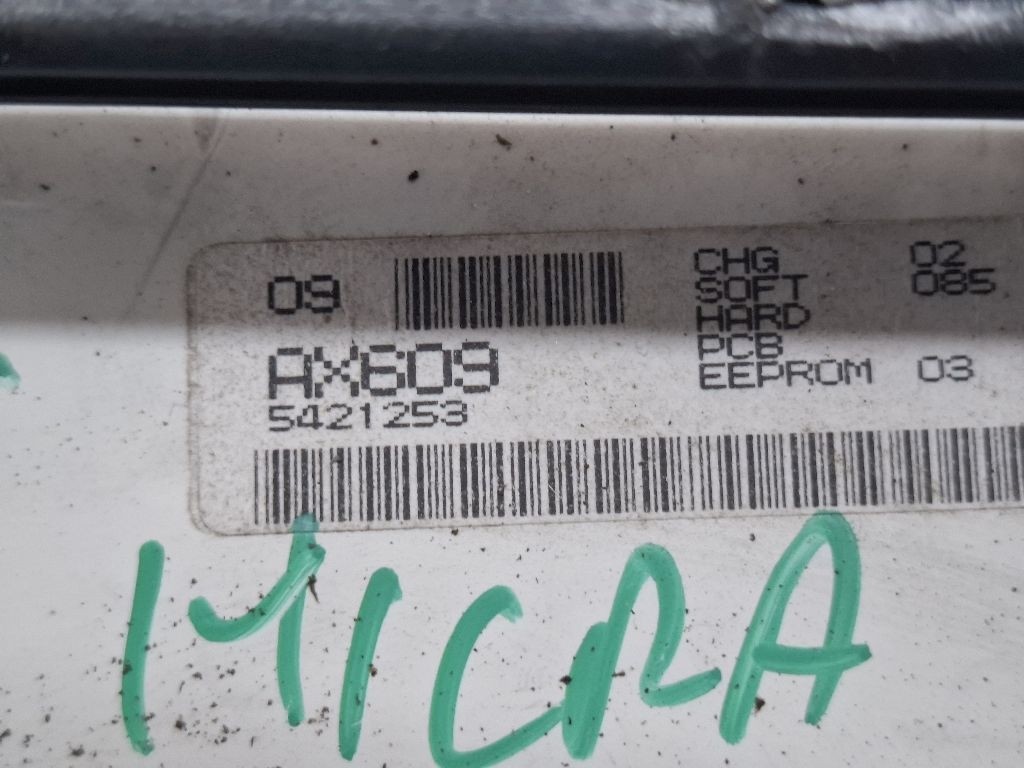 09
AX609
5421253
CHG 02
SOFT 085
HARD
PCB
EEPROM 03
MICRA